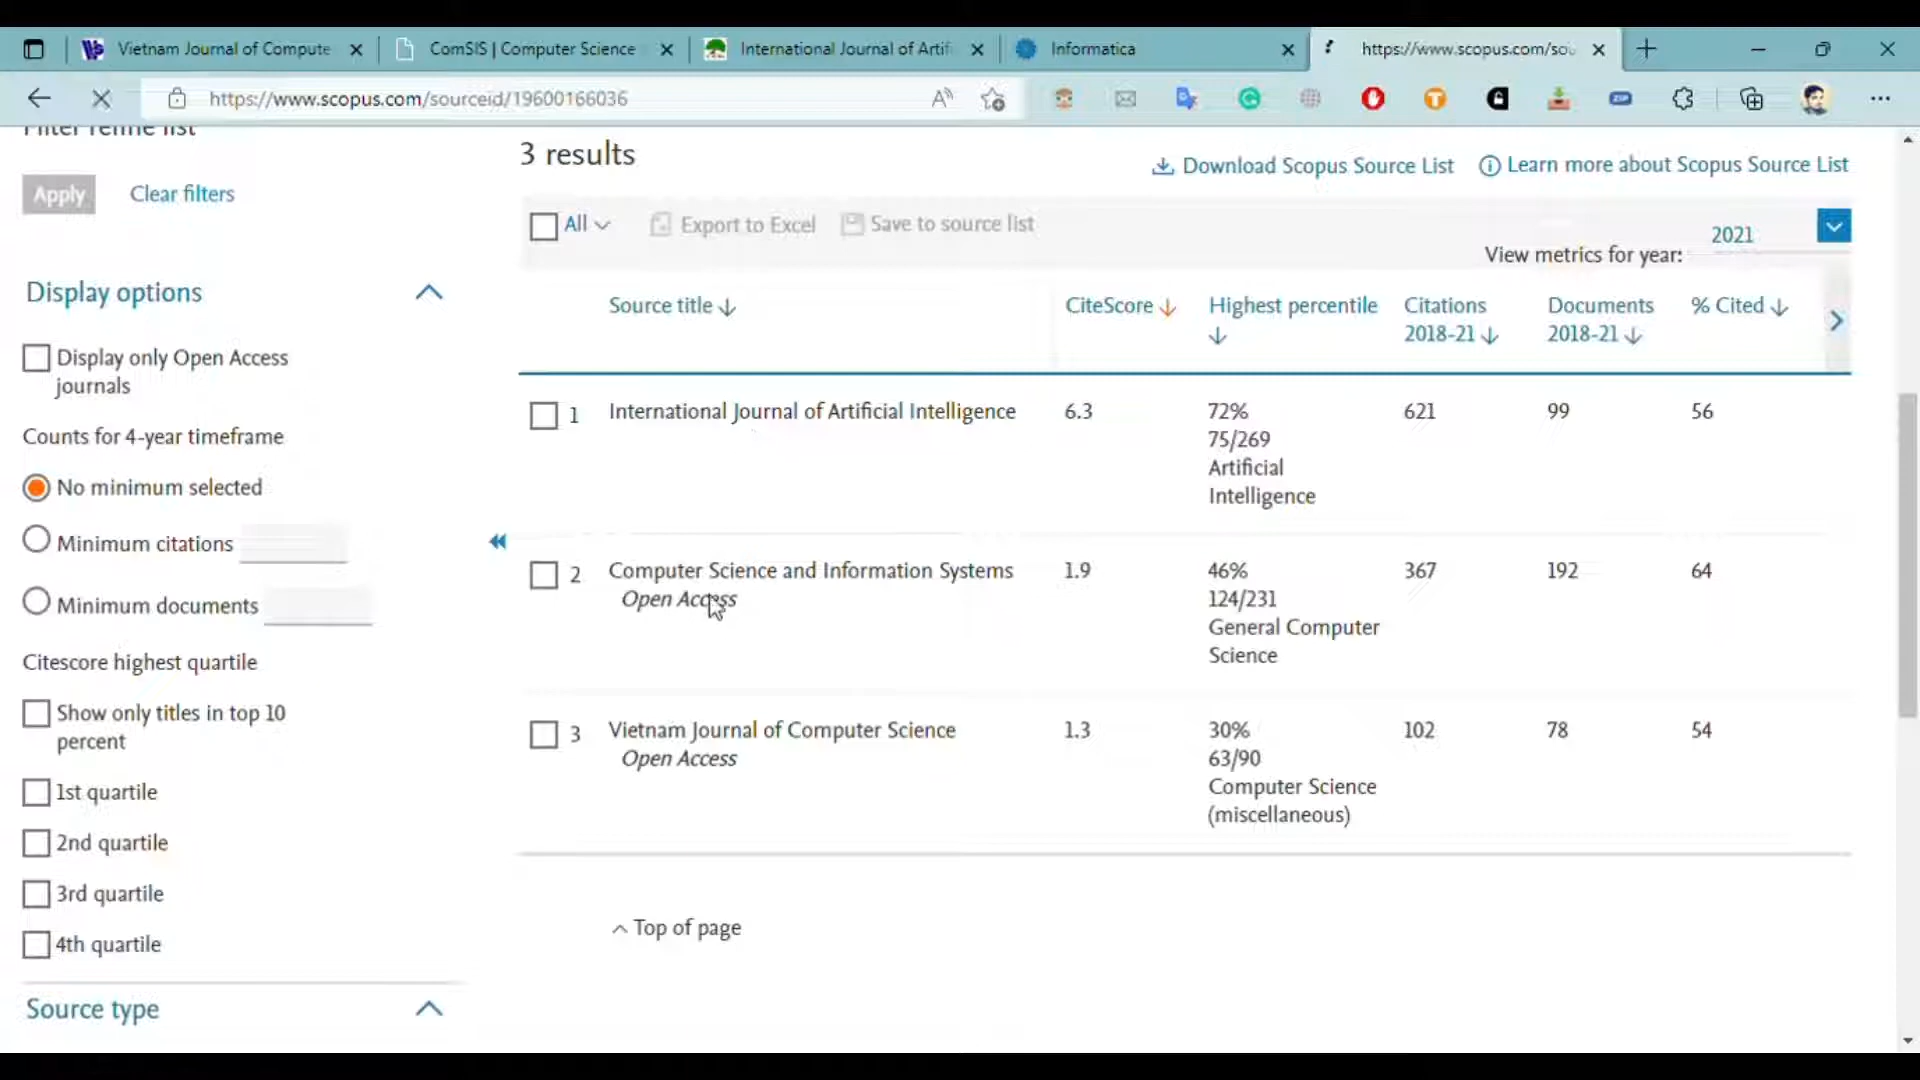 Vietnam Journal of Compute
ComSIS | Computer Science
International Journal of Artif
Informatica
https://www.scopus.com/sou
https://www.scopus.com/sourceid/19600166036
Filter refine list
Apply
Clear filters
3 results
Download Scopus Source List
Learn more about Scopus Source List
All
Export to Excel
Save to source list
View metrics for year:
2021
Display options
Display only Open Access
journals
Counts for 4-year timeframe
No minimum selected
Minimum citations
Minimum documents
Citescore highest quartile
Show only titles in top 10
percent
1st quartile
2nd quartile
3rd quartile
4th quartile
Source type
Source title
CiteScore
Highest percentile
Citations
2018-21
Documents
2018-21
% Cited
1 International Journal of Artificial Intelligence 6.3 72% 621 99 56
75/269
Artificial
Intelligence
2 Computer Science and Information Systems 1.9 46% 367 192 64
Open Access 124/231
General Computer
Science
3 Vietnam Journal of Computer Science 1.3 30% 102 78 54
Open Access 63/90
Computer Science
(miscellaneous)
Top of page